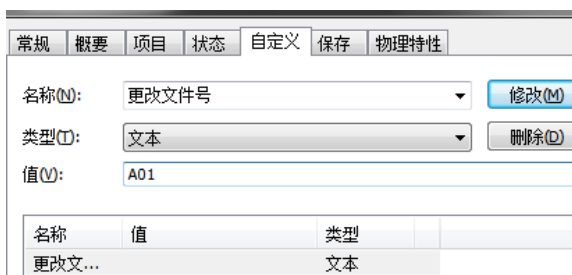 常规 概要 项目 状态 自定义 保存 物理特性
名称(N): 更改文件号 修改(M)
类型(T): 文本 删除(D)
值(V): A01
名称 值 类型
更改文... 文本